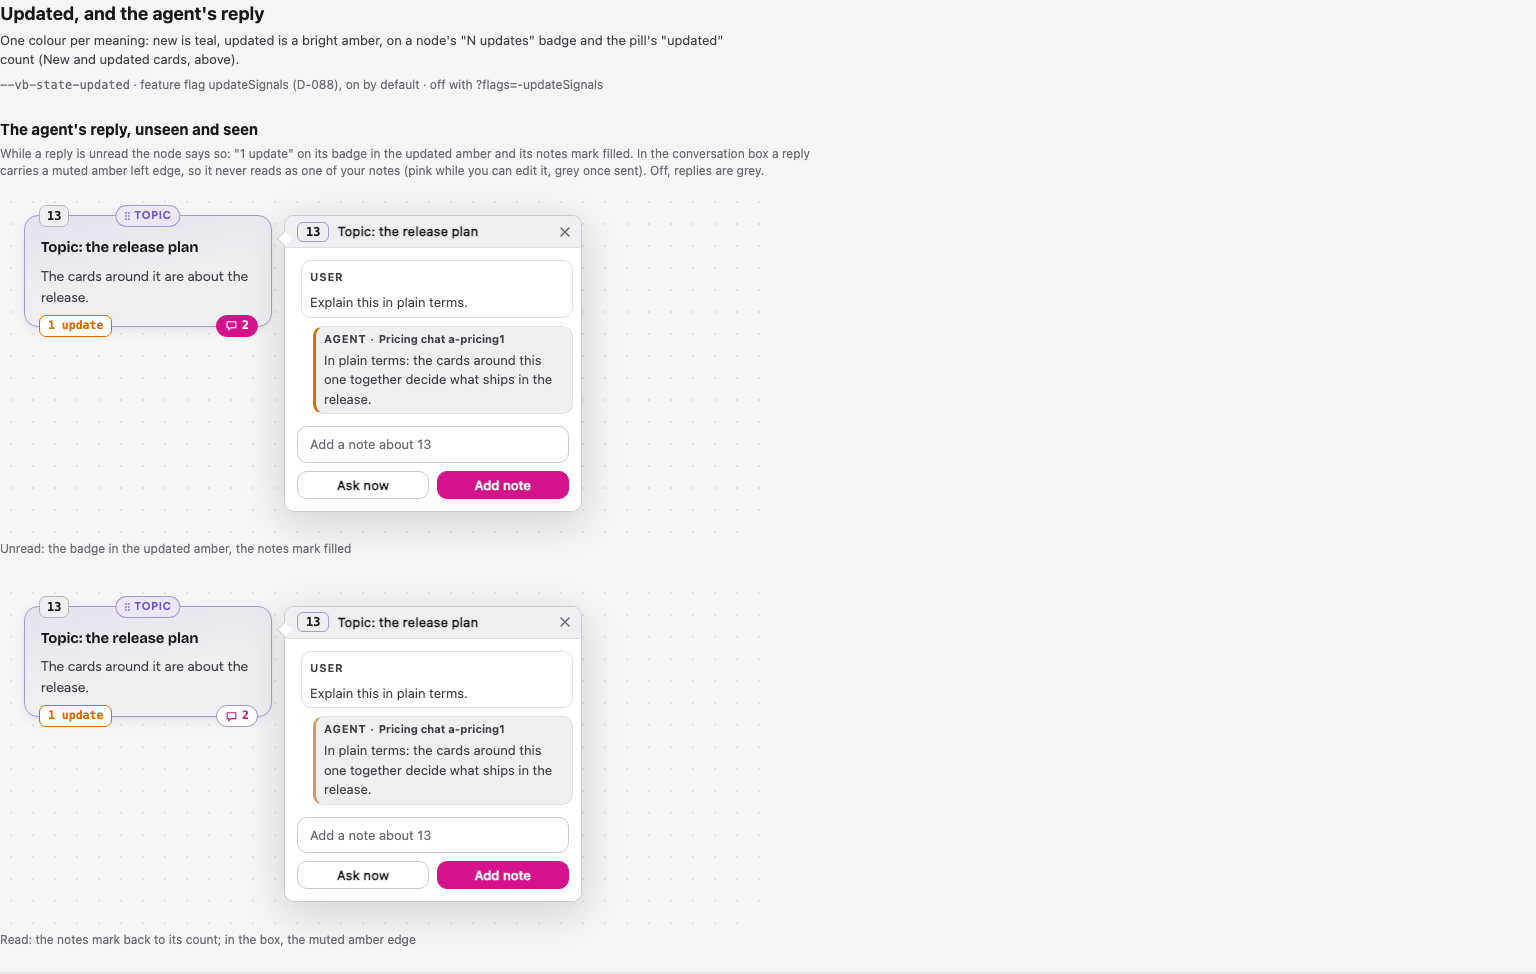 Updated, and the agent's reply
One colour per meaning: new is teal, updated is a bright amber, on a node's "N updates" badge and the pill's "updated"
count (New and updated cards, above).
--vb-state-updated · feature flag updateSignals (D-088), on by default · off with ?flags=-updateSignals
The agent's reply, unseen and seen
While a reply is unread the node says so: "1 update" on its badge in the updated amber and its notes mark filled. In the conversation box a reply
carries a muted amber left edge, so it never reads as one of your notes (pink while you can edit it, grey once sent). Off, replies are grey.
13
TOPIC
Topic: the release plan
The cards around it are about the
release.
1 update
2
13 Topic: the release plan
USER
Explain this in plain terms.
AGENT · Pricing chat a-pricing1
In plain terms: the cards around this
one together decide what ships in the
release.
Add a note about 13
Ask now
Add note
Unread: the badge in the updated amber, the notes mark filled
13
TOPIC
Topic: the release plan
The cards around it are about the
release.
1 update
2
13 Topic: the release plan
USER
Explain this in plain terms.
AGENT · Pricing chat a-pricing1
In plain terms: the cards around this
one together decide what ships in the
release.
Add a note about 13
Ask now
Add note
Read: the notes mark back to its count; in the box, the muted amber edge